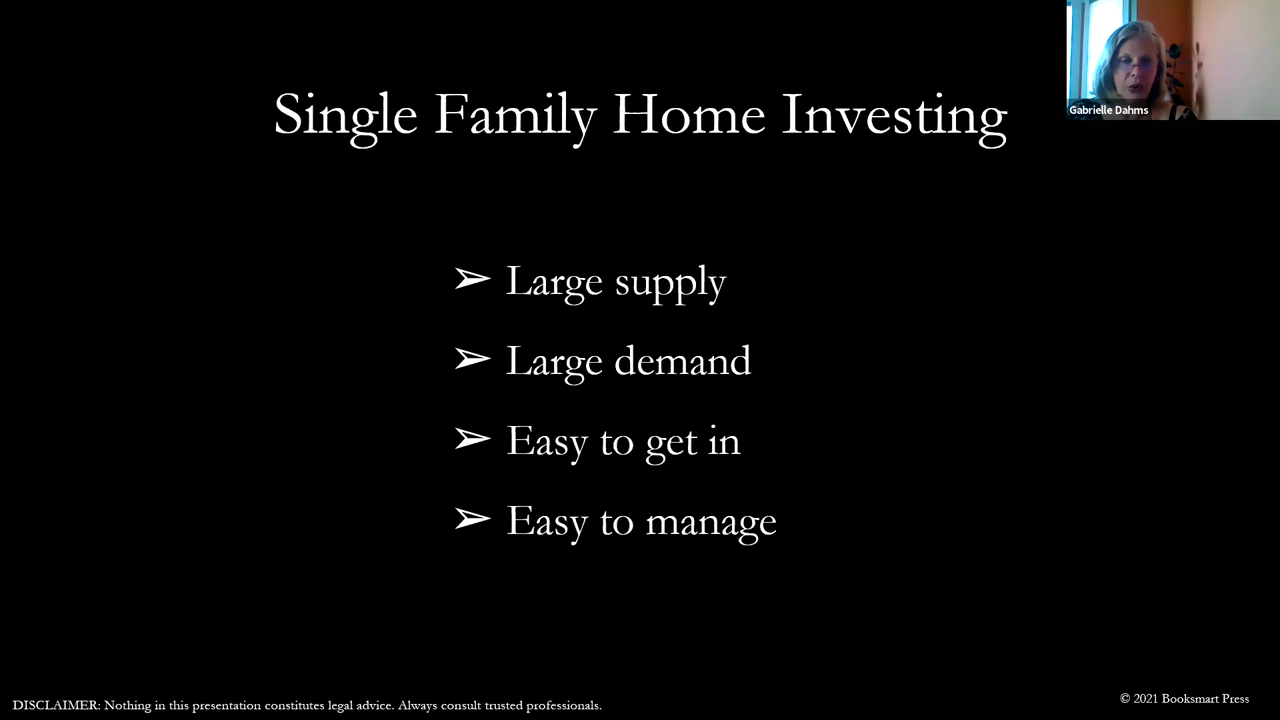 Single Family Home Investing
Gabrielle Dahms
➢ Large supply
➢ Large demand
➢ Easy to get in
➢ Easy to manage
DISCLAIMER: Nothing in this presentation constitutes legal advice. Always consult trusted professionals.
© 2021 Booksmart Press